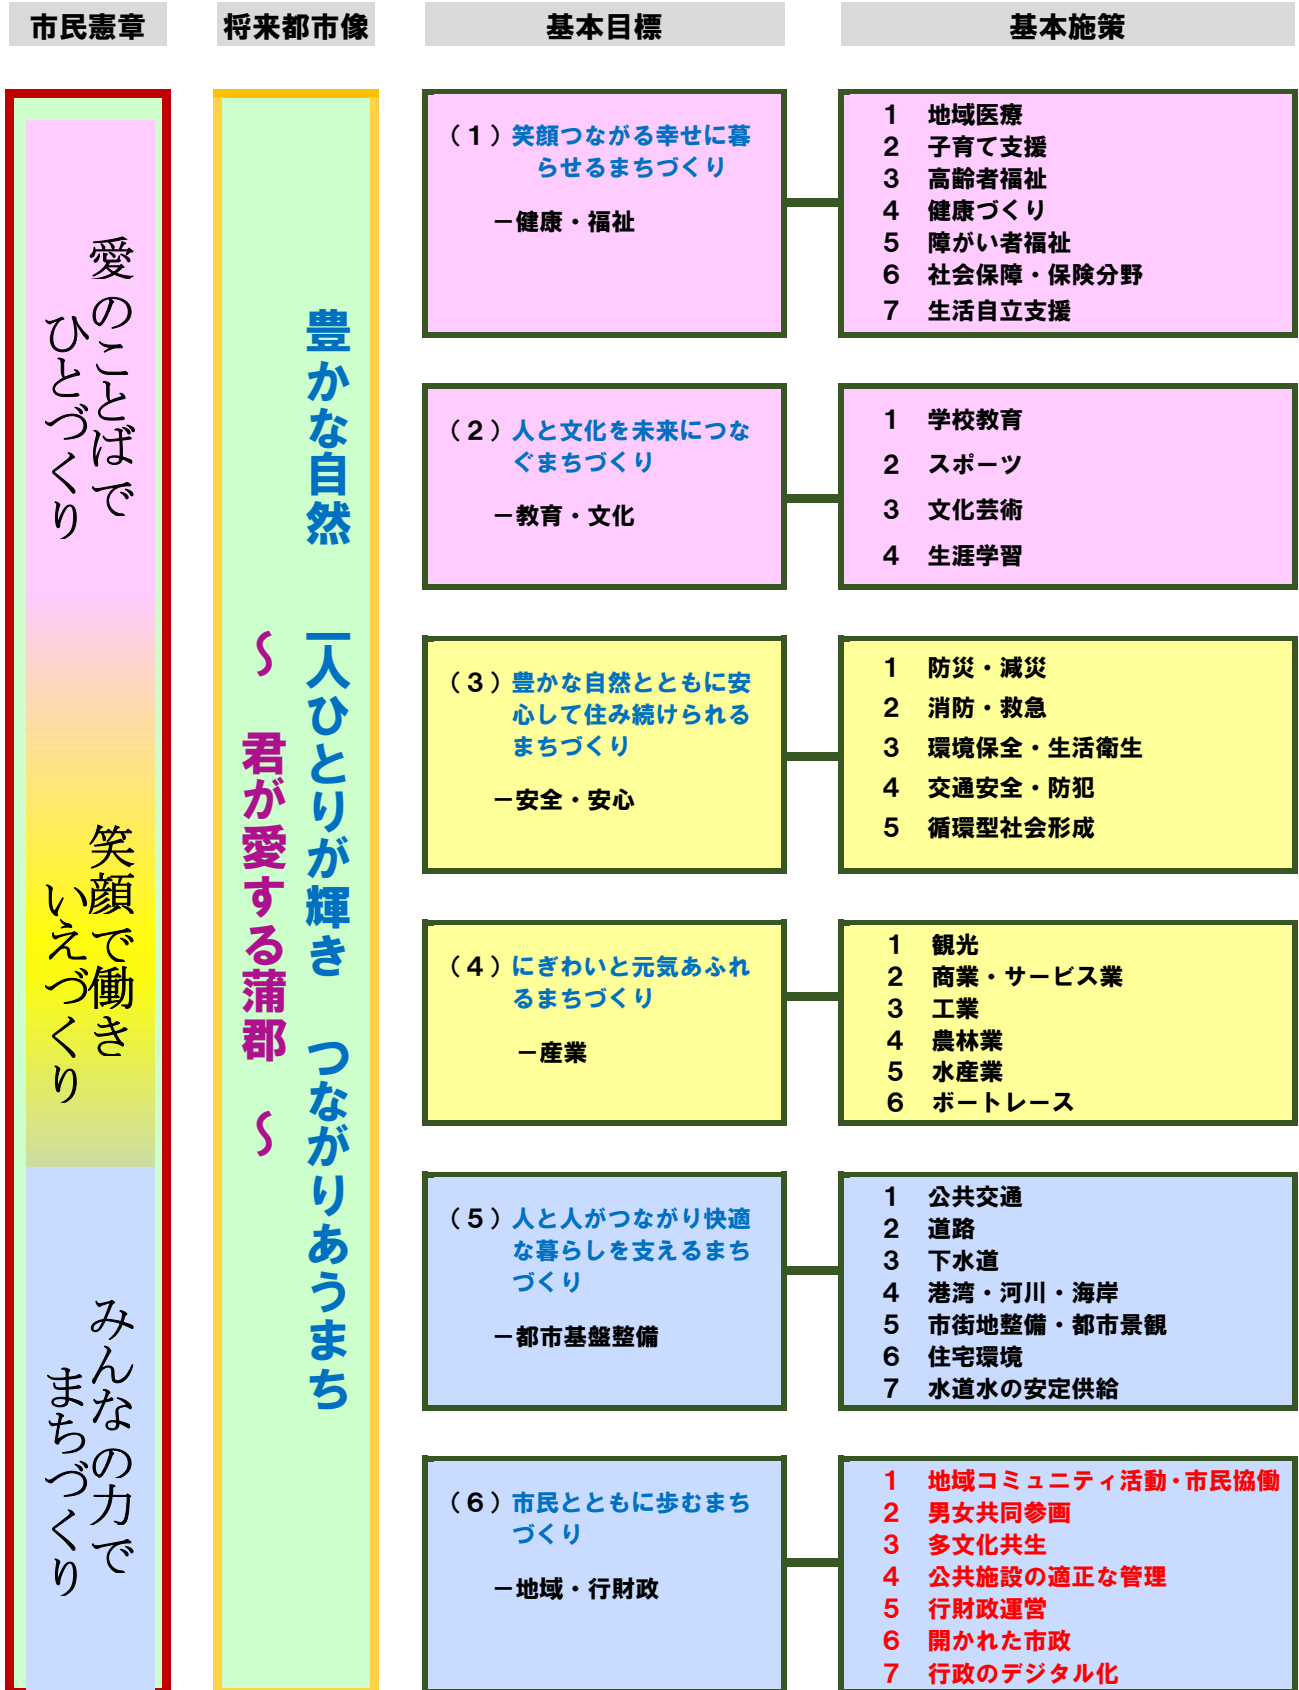 市民憲章
将来都市像
基本目標
基本施策
愛のことばで
ひとづくり
笑顔で働き
いえづくり
みんなの力で
まちづくり
豊かな自然　一人ひとりが輝き　つながりあうまち
～　君が愛する蒲郡　～
（１）笑顔つながる幸せに暮
らせるまちづくり
－健康・福祉
１　地域医療
２　子育て支援
３　高齢者福祉
４　健康づくり
５　障がい者福祉
６　社会保障・保険分野
７　生活自立支援
（２）人と文化を未来につな
ぐまちづくり
－教育・文化
１　学校教育
２　スポーツ
３　文化芸術
４　生涯学習
（３）豊かな自然とともに安
心して住み続けられる
まちづくり
－安全・安心
１　防災・減災
２　消防・救急
３　環境保全・生活衛生
４　交通安全・防犯
５　循環型社会形成
（４）にぎわいと元気あふれ
るまちづくり
－産業
１　観光
２　商業・サービス業
３　工業
４　農林業
５　水産業
６　ボートレース
（５）人と人がつながり快適
な暮らしを支えるまち
づくり
－都市基盤整備
１　公共交通
２　道路
３　下水道
４　港湾・河川・海岸
５　市街地整備・都市景観
６　住宅環境
７　水道水の安定供給
（６）市民とともに歩むまち
づくり
－地域・行財政
１　地域コミュニティ活動・市民協働
２　男女共同参画
３　多文化共生
４　公共施設の適正な管理
５　行財政運営
６　開かれた市政
７　行政のデジタル化